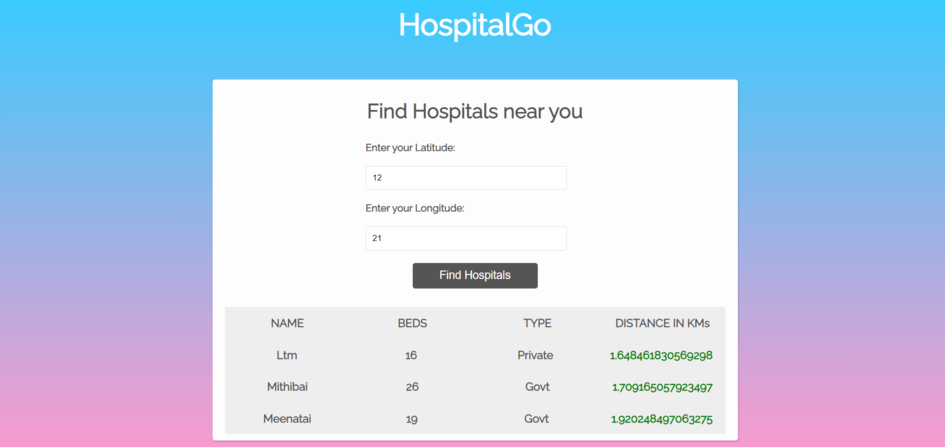 HospitalGo
Find Hospitals near you
Enter your Latitude:
12
Enter your Longitude:
21
Find Hospitals
NAME BEDS TYPE DISTANCE IN KMs
Ltm 16 Private 1.648461830569298
Mithibai 26 Govt 1.709165057923497
Meenatai 19 Govt 1.920248497063275